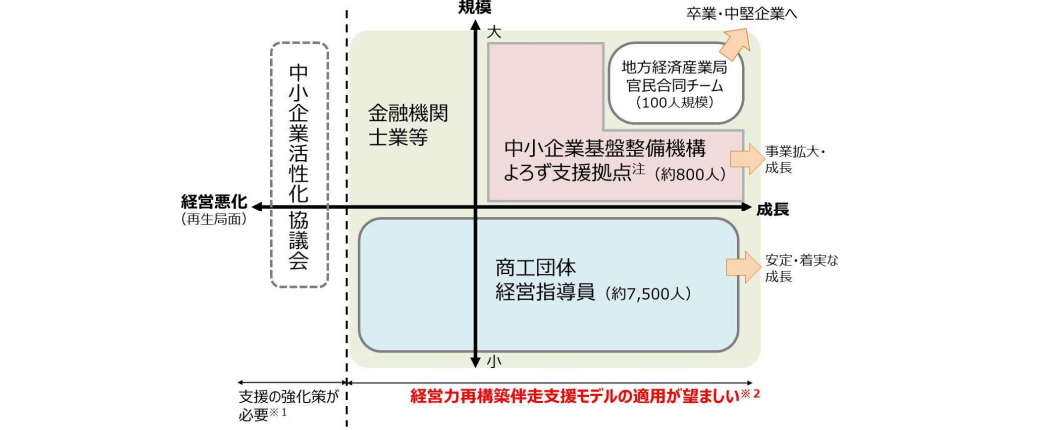 規模
卒業・中堅企業へ
大
地方経済産業局
官民合同チーム
（100人規模）
中小企業活性化協議会
金融機関
士業等
中小企業基盤整備機構
よろず支援拠点注（約800人）
事業拡大・
成長
経営悪化
（再生局面）
成長
商工団体
経営指導員（約7,500人）
安定・着実な
成長
小
支援の強化策が
必要※1
経営力再構築伴走支援モデルの適用が望ましい※2